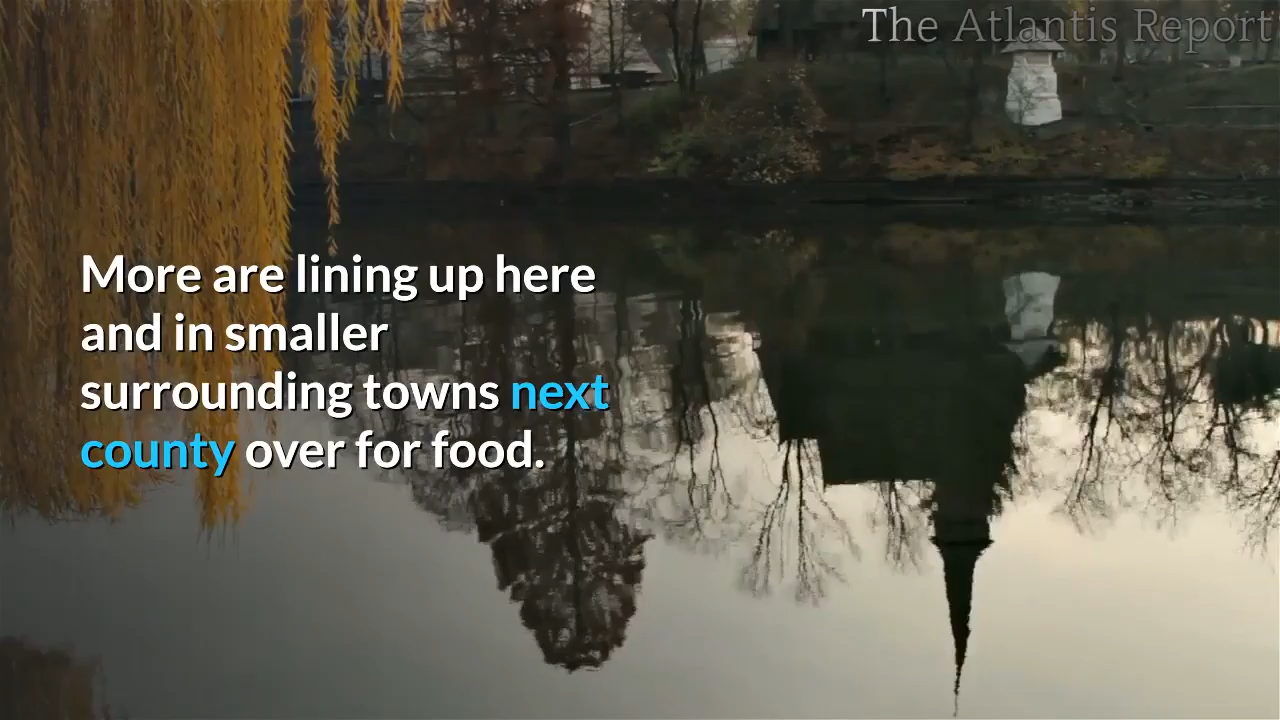 The Atlantis Report
More are lining up here
and in smaller
surrounding towns next
county over for food.